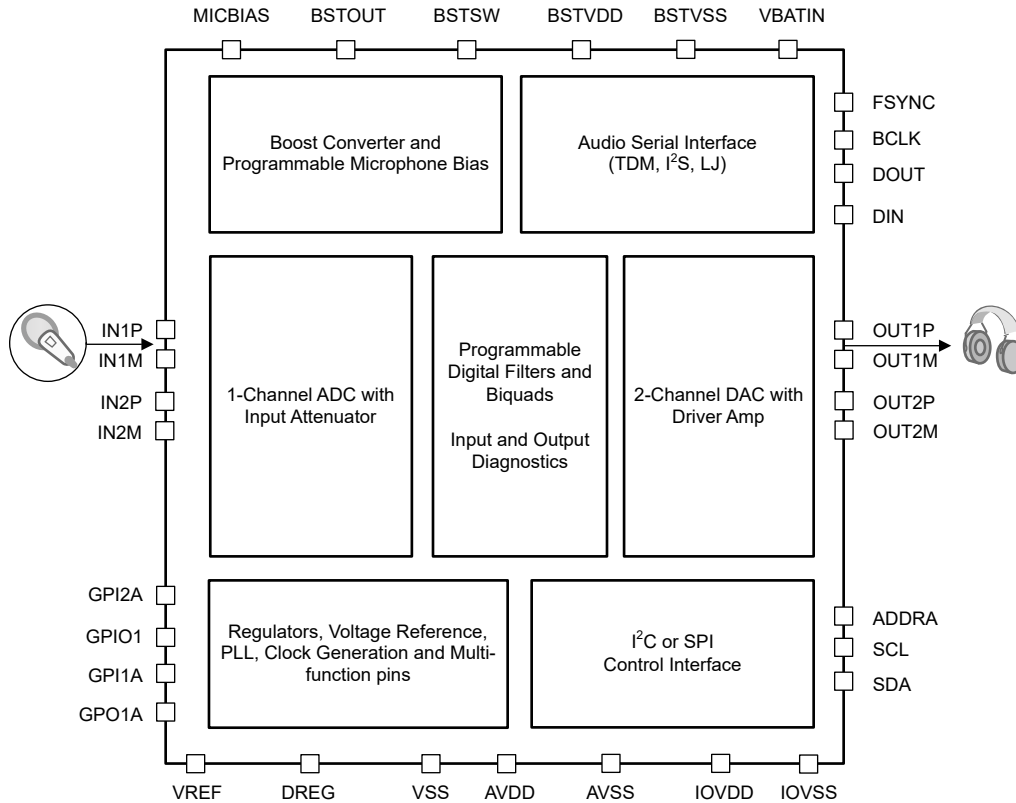 MICBIAS BSTOUT BSTSW BSTVDD BSTVSS VBATIN
Boost Converter and
Programmable Microphone Bias
Audio Serial Interface
(TDM, I²S, LJ)
FSYNC
BCLK
DOUT
DIN
IN1P
IN1M
IN2P
IN2M
1-Channel ADC with
Input Attenuator
Programmable
Digital Filters and
Biquads
Input and Output
Diagnostics
2-Channel DAC with
Driver Amp
OUT1P
OUT1M
OUT2P
OUT2M
GPI2A
GPIO1
GPI1A
GPO1A
Regulators, Voltage Reference,
PLL, Clock Generation and Multi-
function pins
I²C or SPI
Control Interface
ADDRA
SCL
SDA
VREF DREG VSS AVDD AVSS IOVDD IOVSS